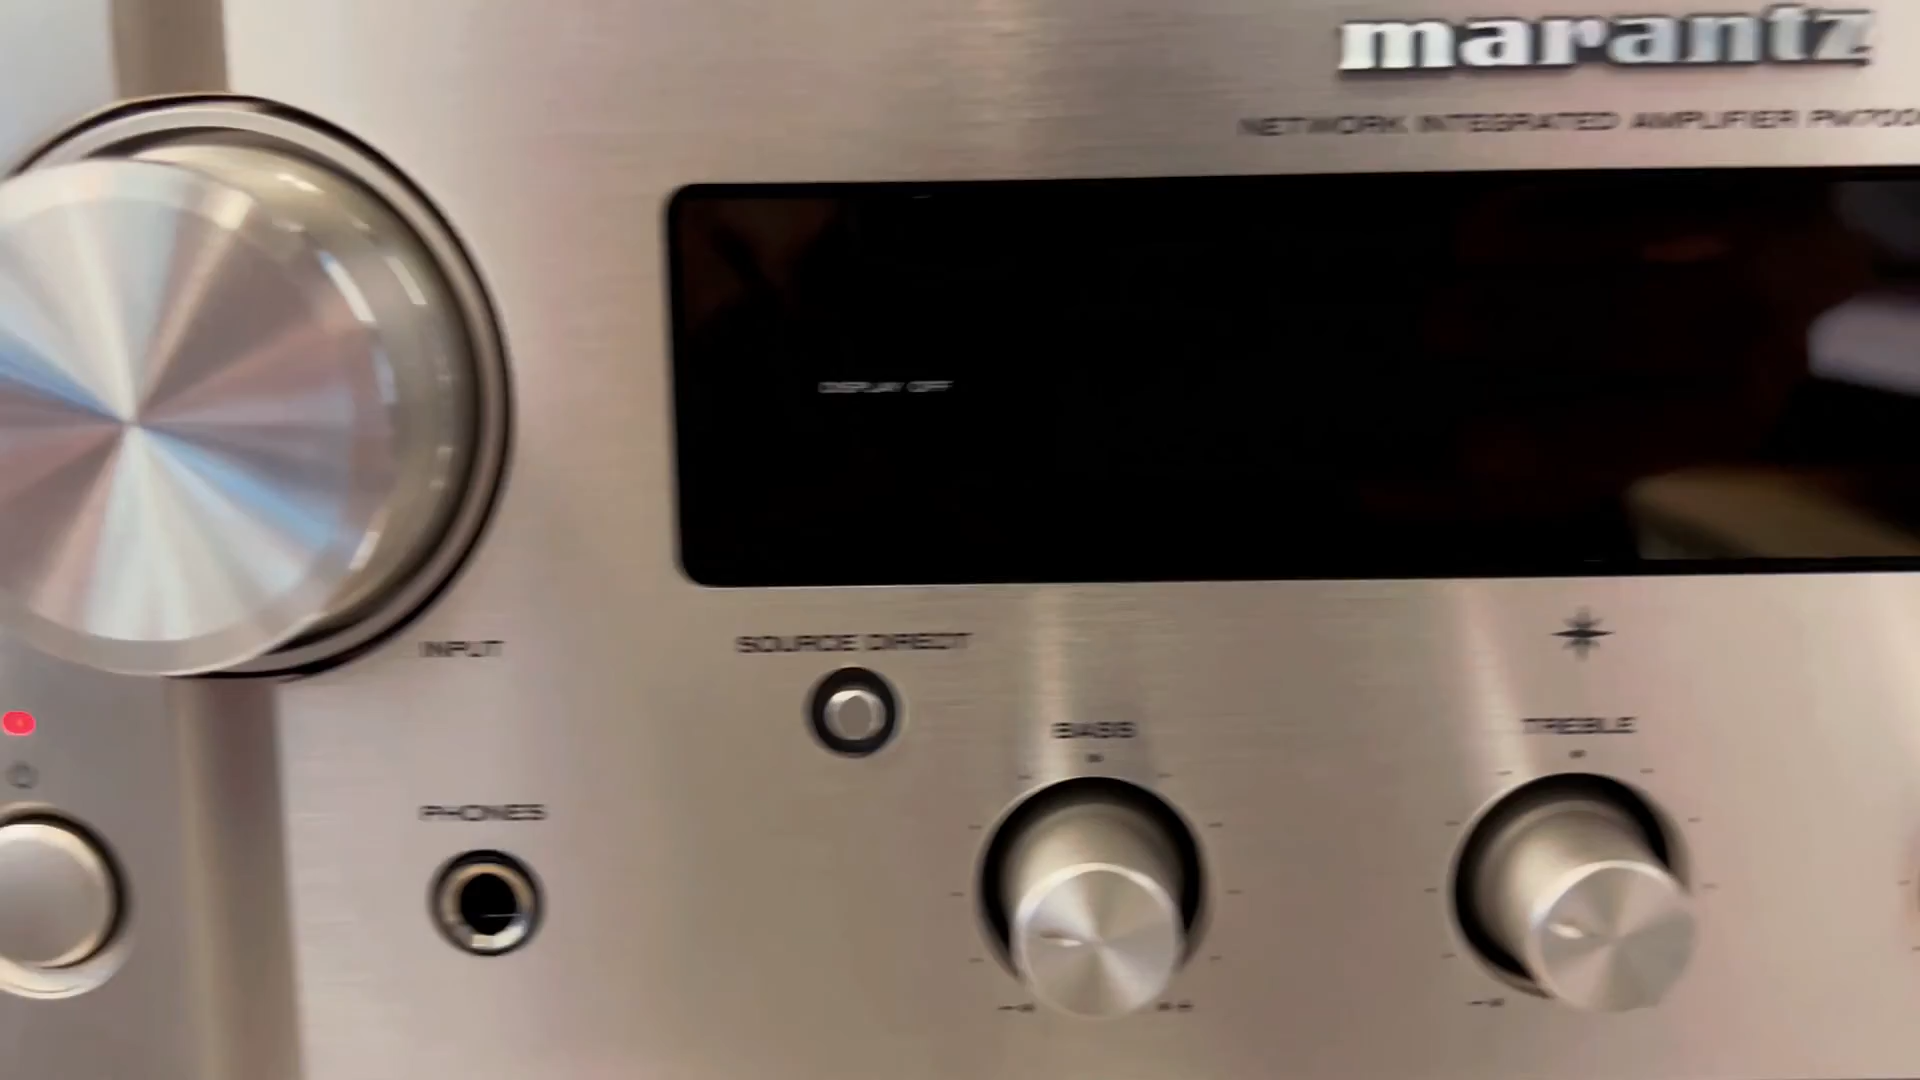 marantz
NETWORK INTEGRATED AMPLIFIER
DISPLAY OFF
INPUT
SOURCE DIRECT
BASS
TREBLE
PHONES